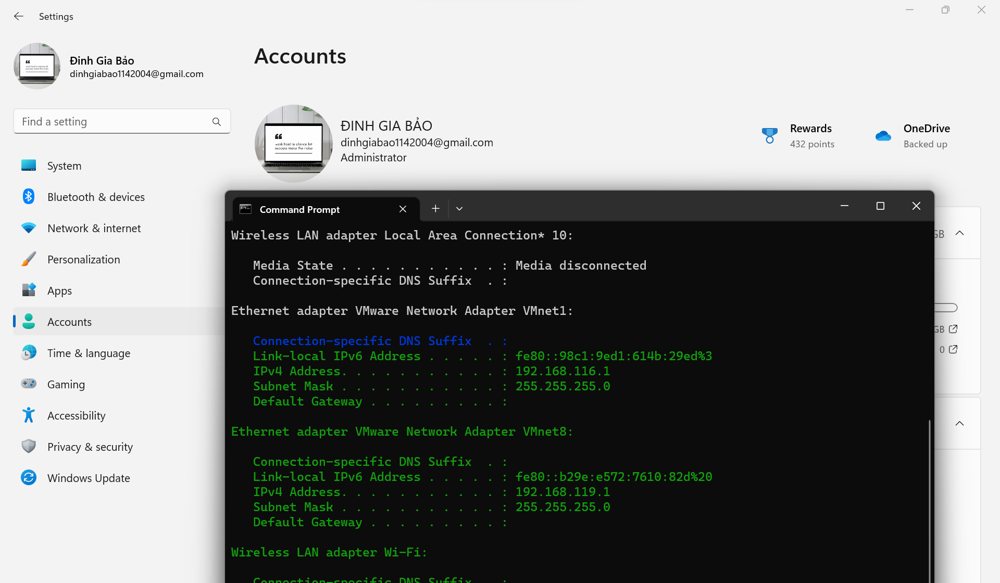 Settings
Đinh Gia Bảo
dinhgiabao1142004@gmail.com
Find a setting
System
Bluetooth & devices
Network & internet
Personalization
Apps
Accounts
Time & language
Gaming
Accessibility
Privacy & security
Windows Update
Accounts
work hard in silence let
success make the noise
ĐINH GIA BẢO
dinhgiabao1142004@gmail.com
Administrator
Rewards
432 points
OneDrive
Backed up
GB
GB
0
Command Prompt
Wireless LAN adapter Local Area Connection* 10:
Media State . . . . . . . . . . . : Media disconnected
Connection-specific DNS Suffix  . :
Ethernet adapter VMware Network Adapter VMnet1:
Connection-specific DNS Suffix  . :
Link-local IPv6 Address . . . . . : fe80::98c1:9ed1:614b:29ed%3
IPv4 Address. . . . . . . . . . . : 192.168.116.1
Subnet Mask . . . . . . . . . . . : 255.255.255.0
Default Gateway . . . . . . . . . :
Ethernet adapter VMware Network Adapter VMnet8:
Connection-specific DNS Suffix  . :
Link-local IPv6 Address . . . . . : fe80::b29e:e572:7610:82d%20
IPv4 Address. . . . . . . . . . . : 192.168.119.1
Subnet Mask . . . . . . . . . . . : 255.255.255.0
Default Gateway . . . . . . . . . :
Wireless LAN adapter Wi-Fi:
Connection-specific DNS Suffix  . :